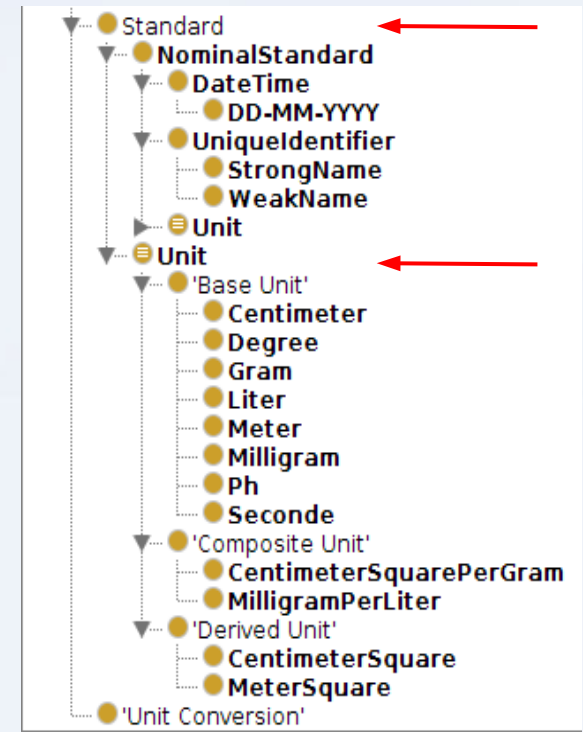 Standard
NominalStandard
DateTime
DD-MM-YYYY
UniqueIdentifier
StrongName
WeakName
Unit
Unit
'Base Unit'
Centimeter
Degree
Gram
Liter
Meter
Milligram
Ph
Seconde
'Composite Unit'
CentimeterSquarePerGram
MilligramPerLiter
'Derived Unit'
CentimeterSquare
MeterSquare
'Unit Conversion'